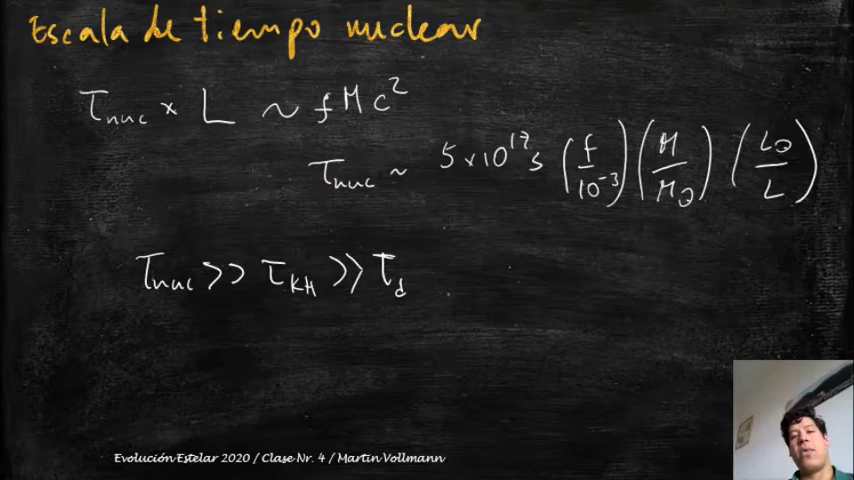 Escala de tiempo nuclear
τnuc × L ~ f M c²
τnuc ~ 5×10¹⁷ s (f/10⁻³) (M/M⊙) (L⊙/L)
τnuc >> τKH >> τd
Evolución Estelar 2020 / Clase Nr. 4 / Martin Vollmann